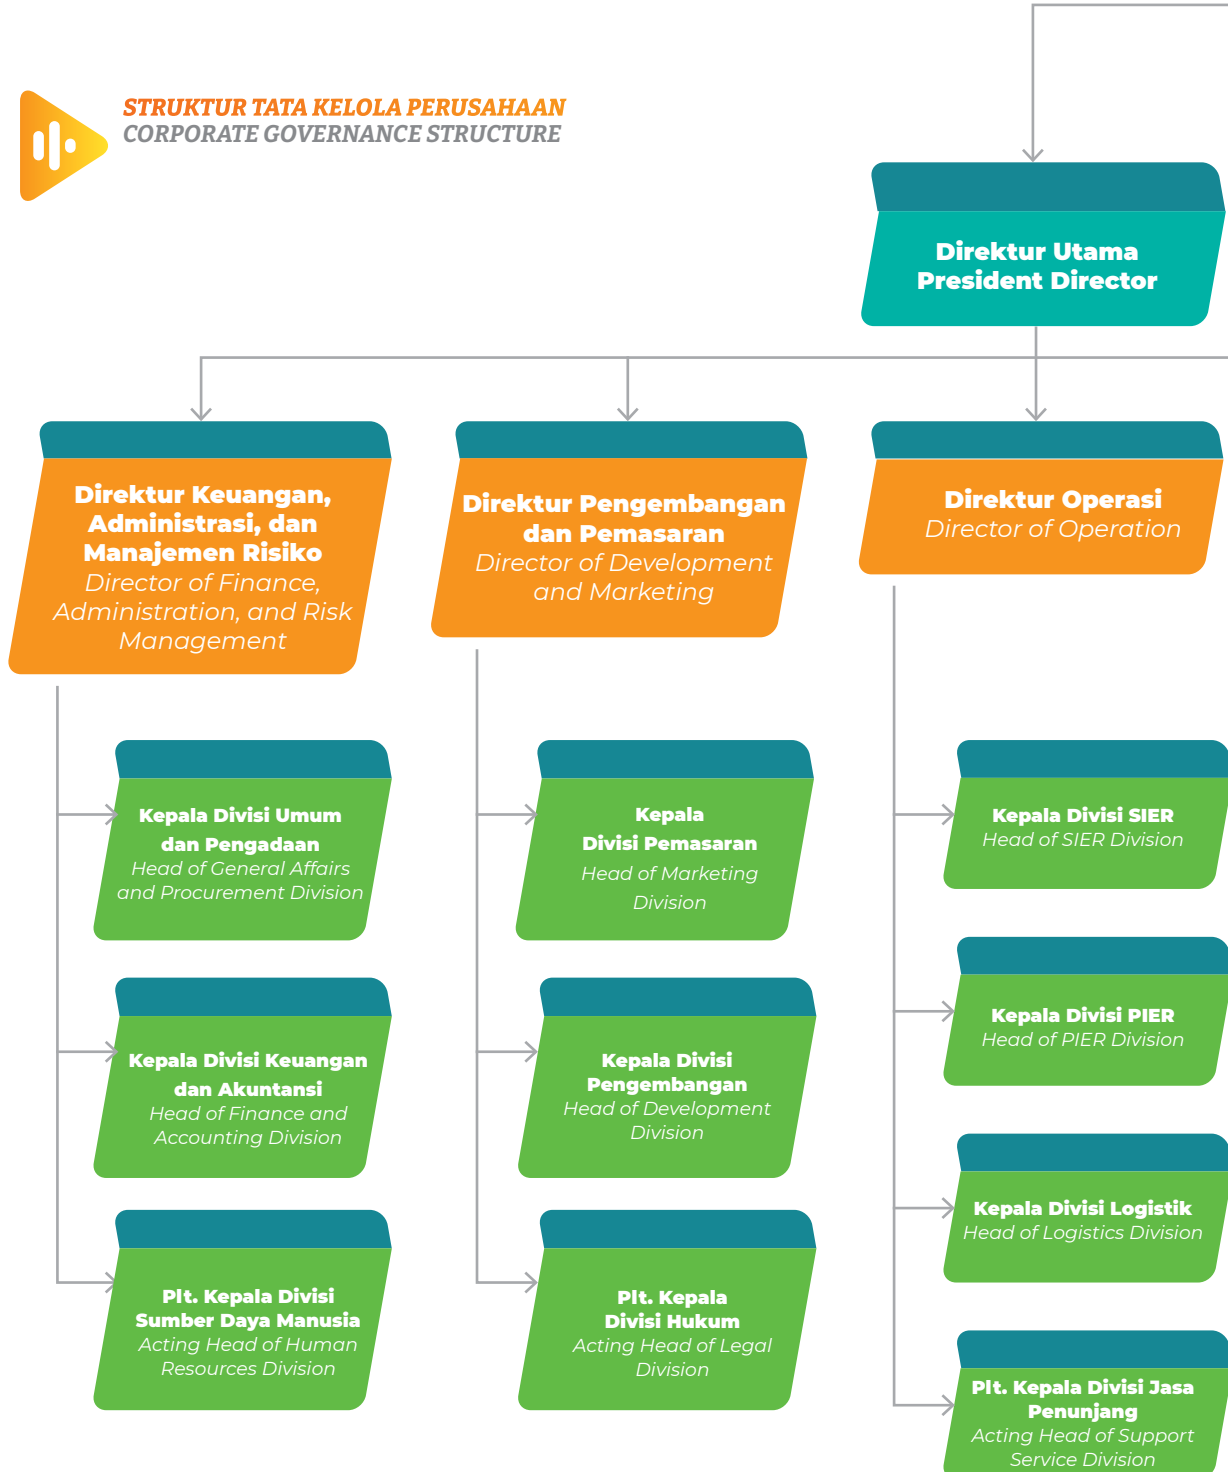 STRUKTUR TATA KELOLA PERUSAHAAN
CORPORATE GOVERNANCE STRUCTURE
Direktur Utama
President Director
Direktur Keuangan,
Administrasi, dan
Manajemen Risiko
Director of Finance,
Administration, and Risk
Management
Direktur Pengembangan
dan Pemasaran
Director of Development
and Marketing
Direktur Operasi
Director of Operation
Kepala Divisi Umum
dan Pengadaan
Head of General Affairs
and Procurement Division
Kepala Divisi Keuangan
dan Akuntansi
Head of Finance and
Accounting Division
Plt. Kepala Divisi
Sumber Daya Manusia
Acting Head of Human
Resources Division
Kepala
Divisi Pemasaran
Head of Marketing
Division
Kepala Divisi
Pengembangan
Head of Development
Division
Plt. Kepala
Divisi Hukum
Acting Head of Legal
Division
Kepala Divisi SIER
Head of SIER Division
Kepala Divisi PIER
Head of PIER Division
Kepala Divisi Logistik
Head of Logistics Division
Plt. Kepala Divisi Jasa
Penunjang
Acting Head of Support
Service Division